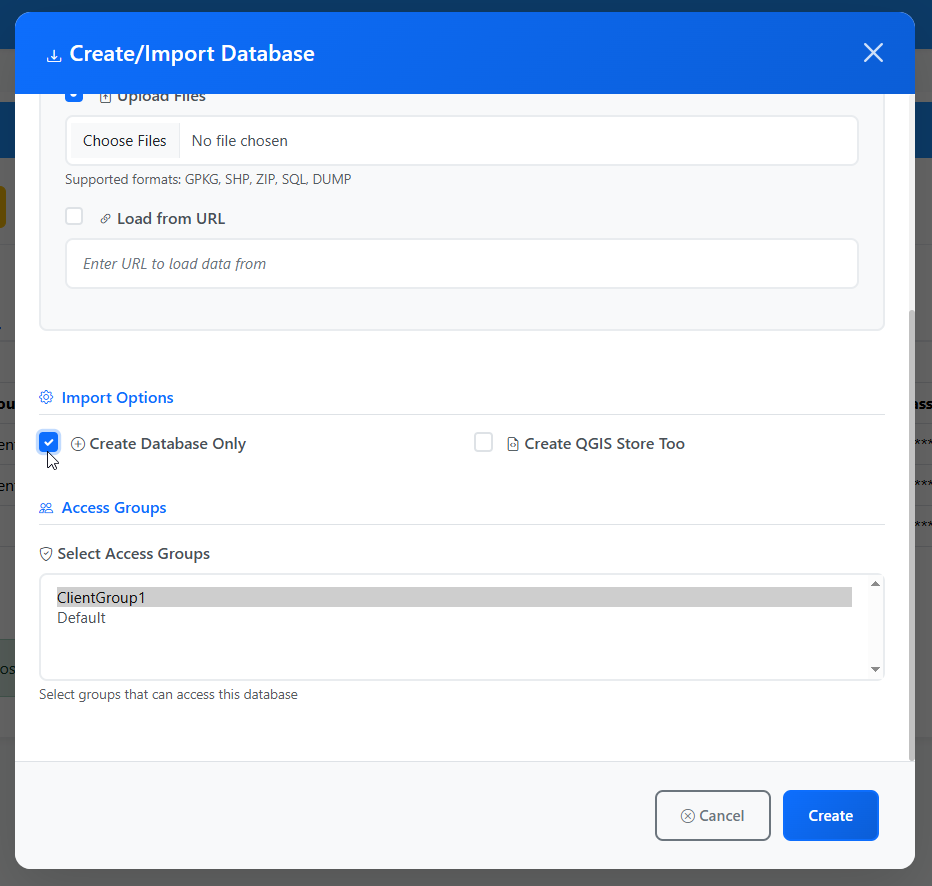 Create/Import Database
Upload Files
Choose Files No file chosen
Supported formats: GPKG, SHP, ZIP, SQL, DUMP
Load from URL
Enter URL to load data from
Import Options
Create Database Only Create QGIS Store Too
Access Groups
Select Access Groups
ClientGroup1
Default
Select groups that can access this database
Cancel Create